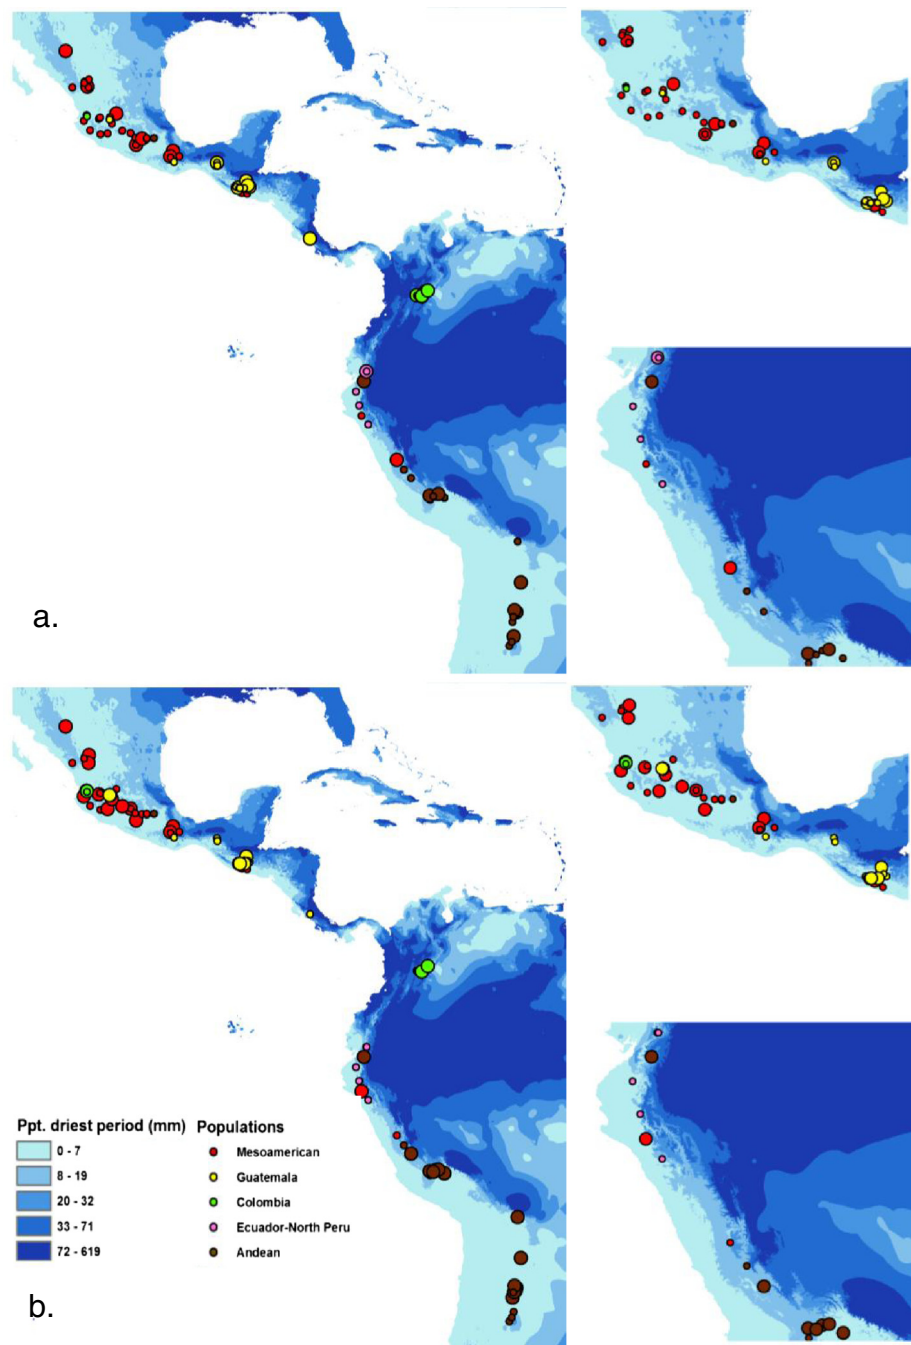 a.
Ppt. driest period (mm)
0 - 7
8 - 19
20 - 32
33 - 71
72 - 619
Populations
Mesoamerican
Guatemala
Colombia
Ecuador-North Peru
Andean
b.